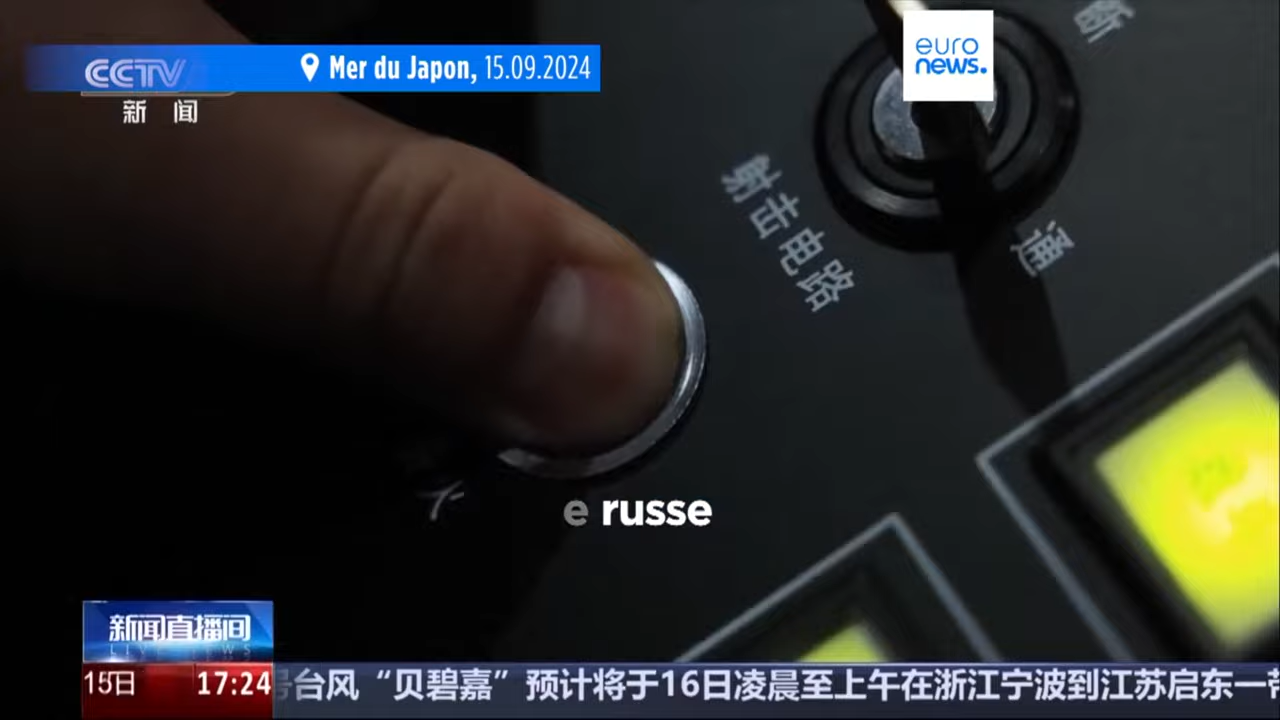 CCTV
新闻
Mer du Japon, 15.09.2024
euro
news.
断
射击电路
通
e russe
新闻直播间
LIVE NEWS
15日 17:24
号台风“贝碧嘉”预计将于16日凌晨至上午在浙江宁波到江苏启东一带